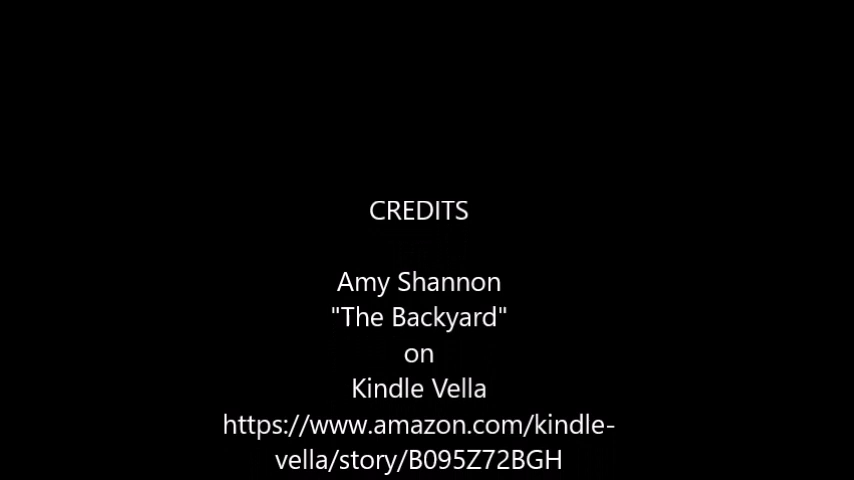 CREDITS
Amy Shannon
"The Backyard"
on
Kindle Vella
https://www.amazon.com/kindle-
vella/story/B095Z72BGH